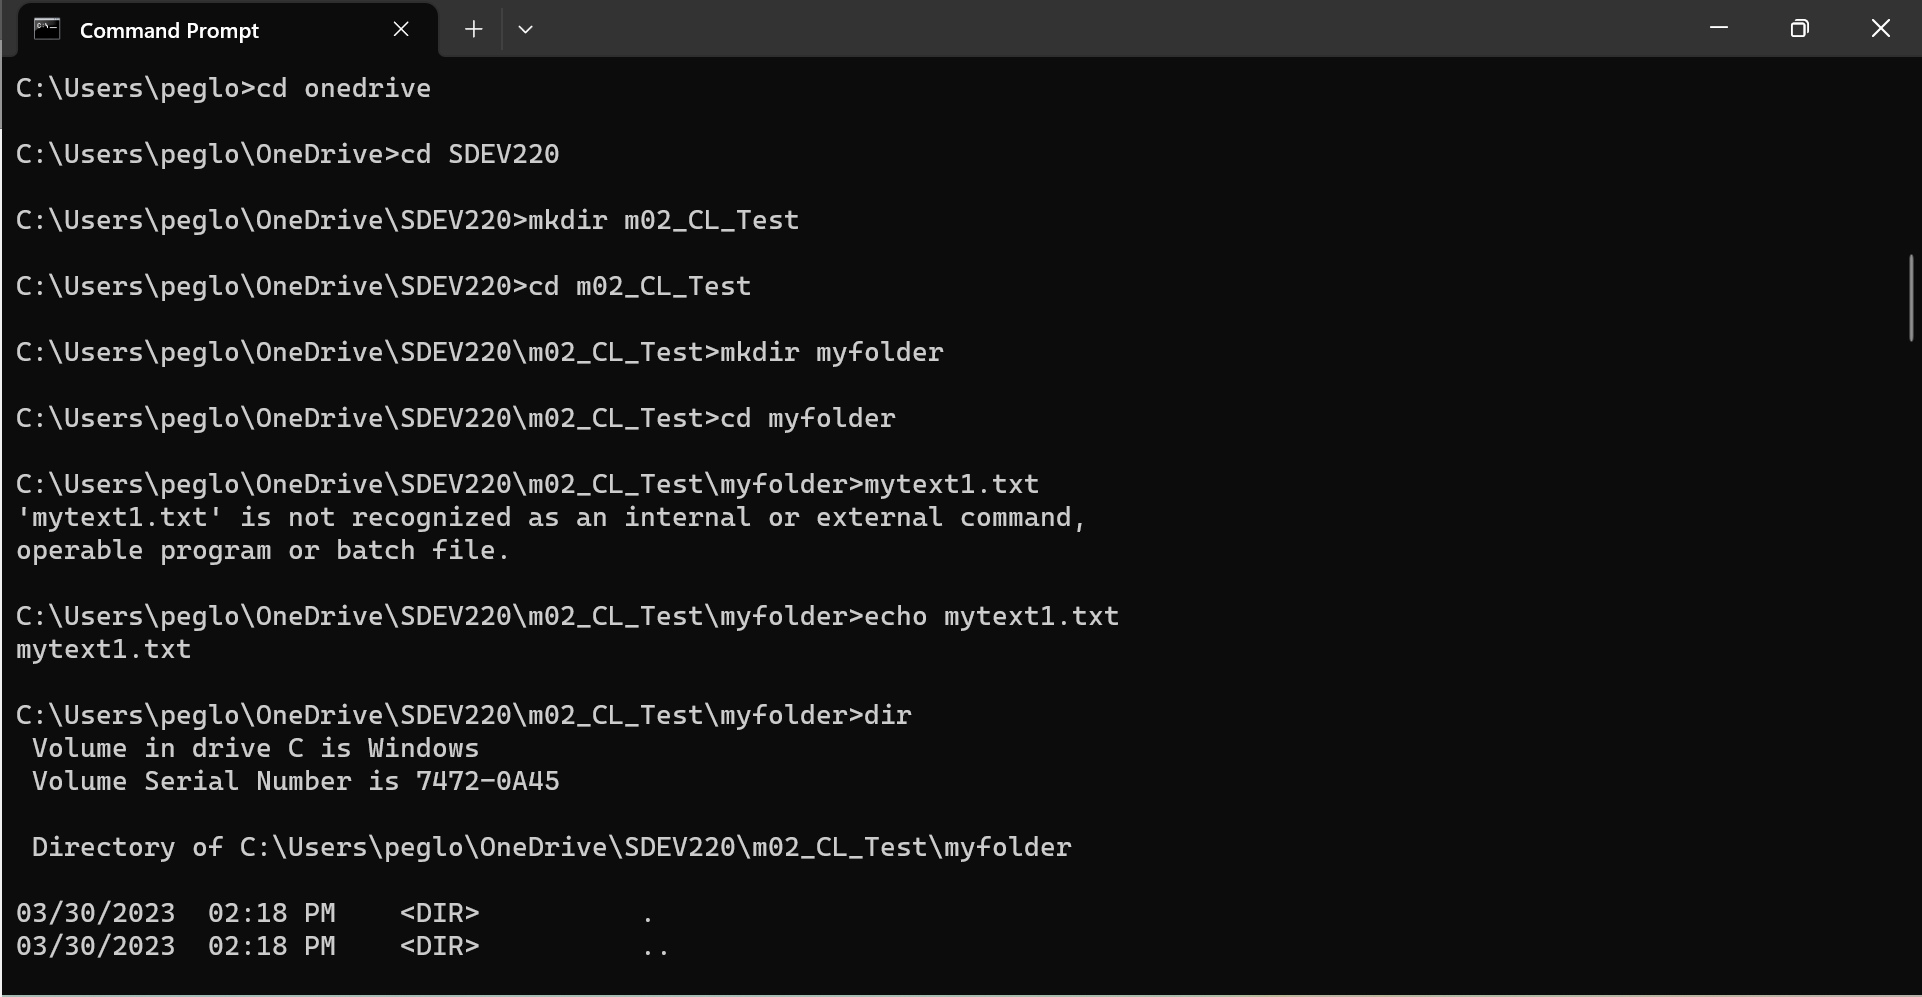 Command Prompt
C:\Users\peglo>cd onedrive
C:\Users\peglo\OneDrive>cd SDEV220
C:\Users\peglo\OneDrive\SDEV220>mkdir m02_CL_Test
C:\Users\peglo\OneDrive\SDEV220>cd m02_CL_Test
C:\Users\peglo\OneDrive\SDEV220\m02_CL_Test>mkdir myfolder
C:\Users\peglo\OneDrive\SDEV220\m02_CL_Test>cd myfolder
C:\Users\peglo\OneDrive\SDEV220\m02_CL_Test\myfolder>mytext1.txt
'mytext1.txt' is not recognized as an internal or external command,
operable program or batch file.
C:\Users\peglo\OneDrive\SDEV220\m02_CL_Test\myfolder>echo mytext1.txt
mytext1.txt
C:\Users\peglo\OneDrive\SDEV220\m02_CL_Test\myfolder>dir
 Volume in drive C is Windows
 Volume Serial Number is 7472-0A45
 Directory of C:\Users\peglo\OneDrive\SDEV220\m02_CL_Test\myfolder
03/30/2023  02:18 PM    <DIR>          .
03/30/2023  02:18 PM    <DIR>          ..